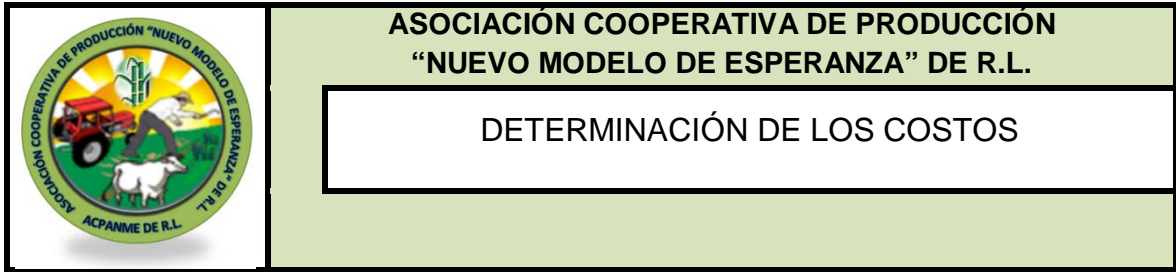 ASOCIACIÓN COOPERATIVA DE PRODUCCIÓN "NUEVO MODELO DE ESPERANZA" DE R.L.
ACPANME DE R.L.
ASOCIACIÓN COOPERATIVA DE PRODUCCIÓN
“NUEVO MODELO DE ESPERANZA” DE R.L.
DETERMINACIÓN DE LOS COSTOS